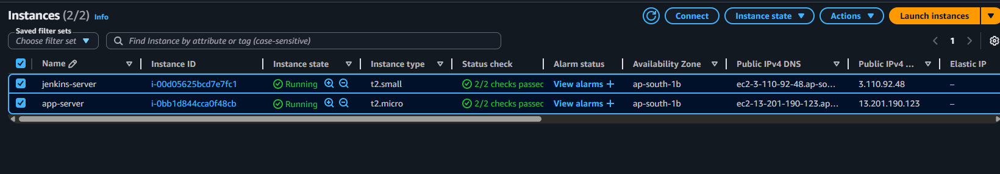 Instances (2/2) Info
Connect Instance state Actions Launch instances
Saved filter sets
Choose filter set Find Instance by attribute or tag (case-sensitive) 1
Name Instance ID Instance state Instance type Status check Alarm status Availability Zone Public IPv4 DNS Public IPv4 ... Elastic IP
jenkins-server i-00d05625bcd7e7fc1 Running t2.small 2/2 checks passec View alarms + ap-south-1b ec2-3-110-92-48.ap-so... 3.110.92.48 –
app-server i-0bb1d844cca0f48cb Running t2.micro 2/2 checks passec View alarms + ap-south-1b ec2-13-201-190-123.ap... 13.201.190.123 –